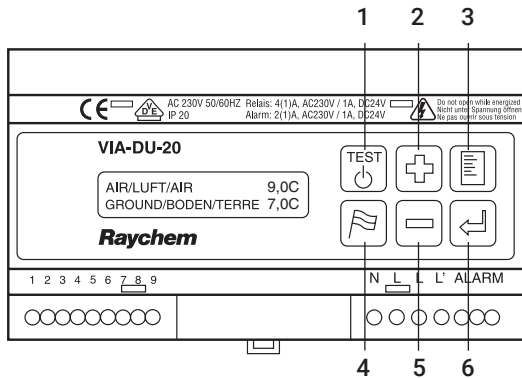 1 2 3
CE VDE AC 230V 50/60HZ Relais: 4(1)A, AC230V / 1A, DC24V Do not open while energized
IP 20 Alarm: 2(1)A, AC230V / 1A, DC24V Nicht unter Spannung öffnen
Ne pas ouvrir sous tension
VIA-DU-20
TEST
AIR/LUFT/AIR 9,0C
GROUND/BODEN/TERRE 7,0C
Raychem
1 2 3 4 5 6 7 8 9 N L L L' ALARM
4 5 6